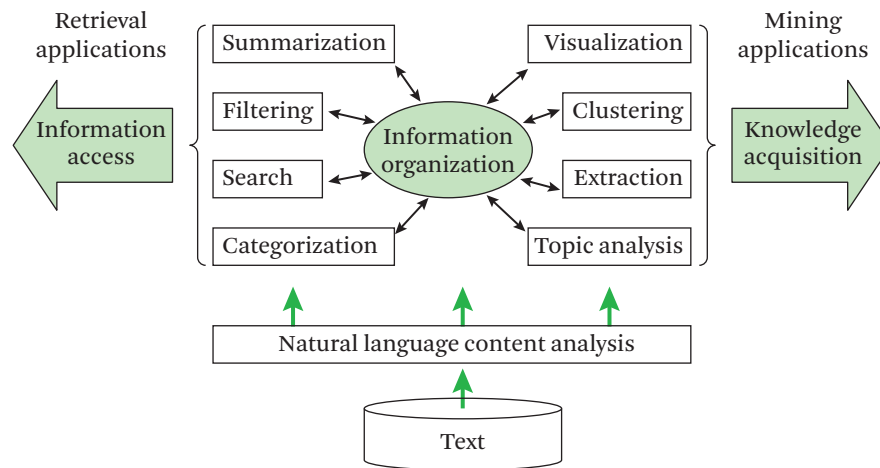 Retrieval
applications
Information
access
Summarization
Filtering
Search
Categorization
Information
organization
Visualization
Clustering
Extraction
Topic analysis
Mining
applications
Knowledge
acquisition
Natural language content analysis
Text